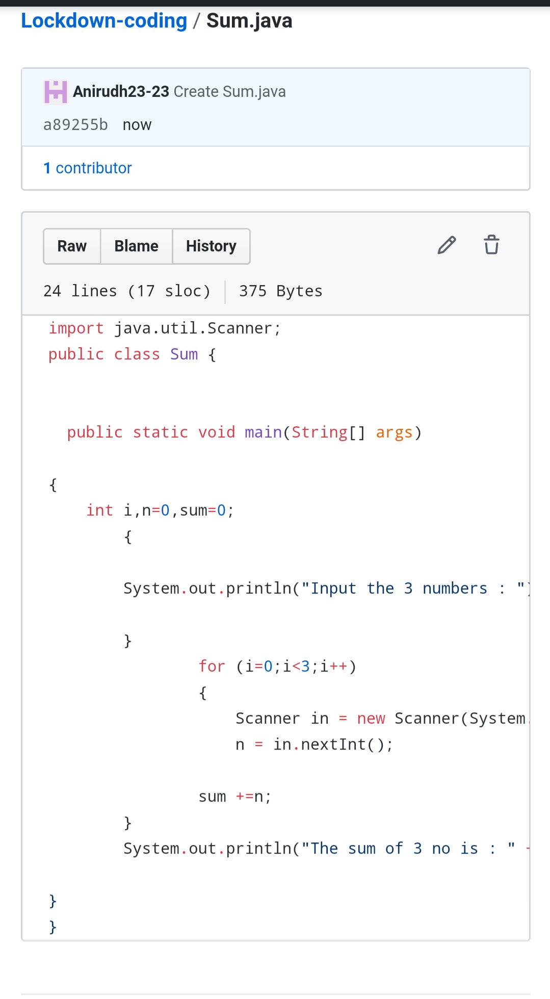 Lockdown-coding / Sum.java
Anirudh23-23 Create Sum.java
a89255b now
1 contributor
Raw Blame History
24 lines (17 sloc) 375 Bytes
import java.util.Scanner;
public class Sum {
public static void main(String[] args)
{
int i,n=0,sum=0;
{
System.out.println("Input the 3 numbers : ")
}
for (i=0;i<3;i++)
{
Scanner in = new Scanner(System.
n = in.nextInt();
sum +=n;
}
System.out.println("The sum of 3 no is : "
}
}